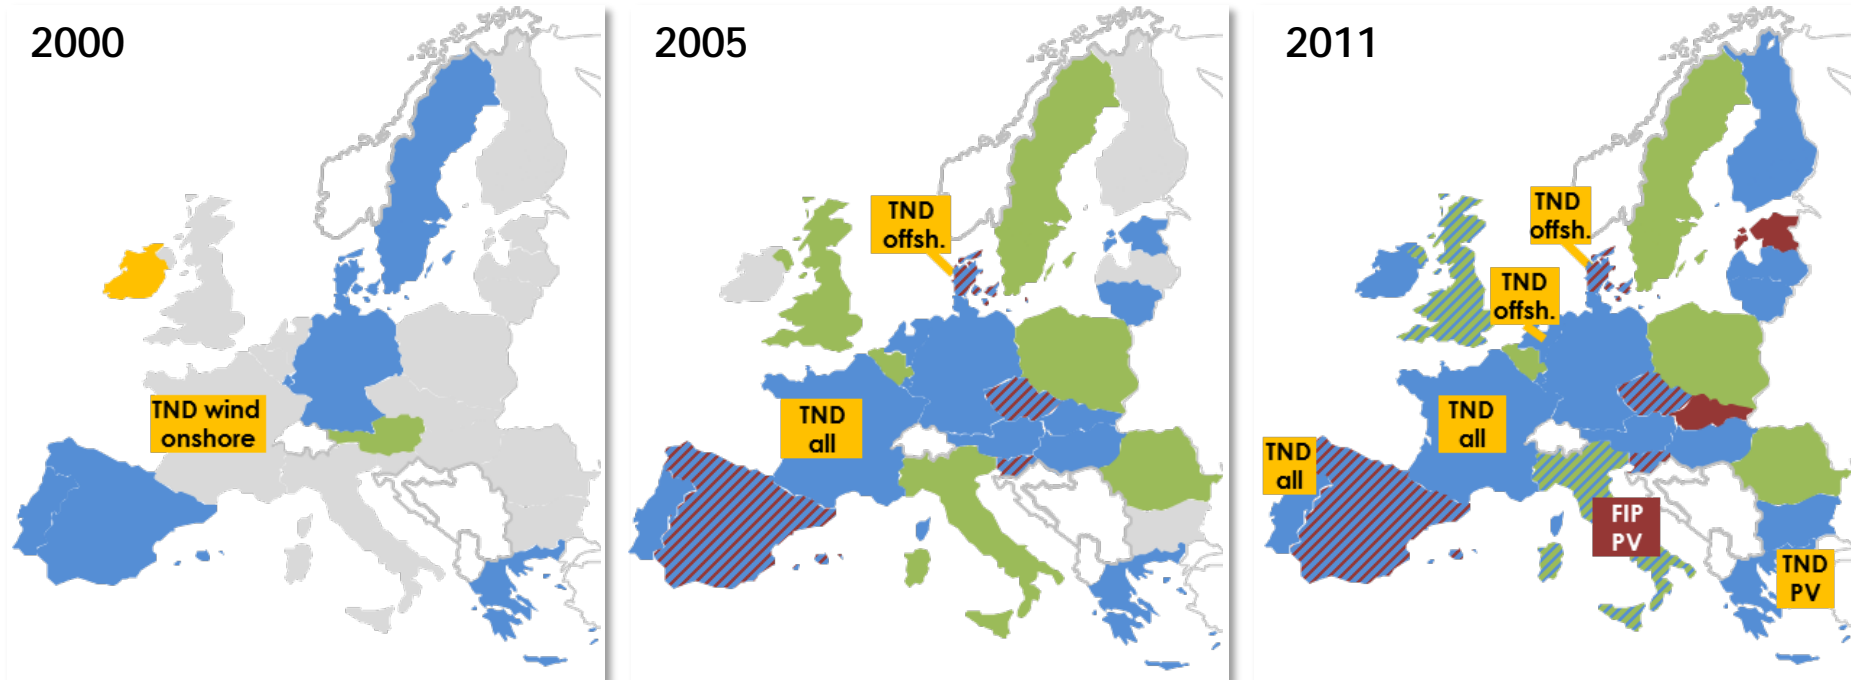 2000
TND wind
onshore
2005
TND
offsh.
TND
all
2011
TND
offsh.
TND
offsh.
TND
all
TND
all
FIP
PV
TND
PV